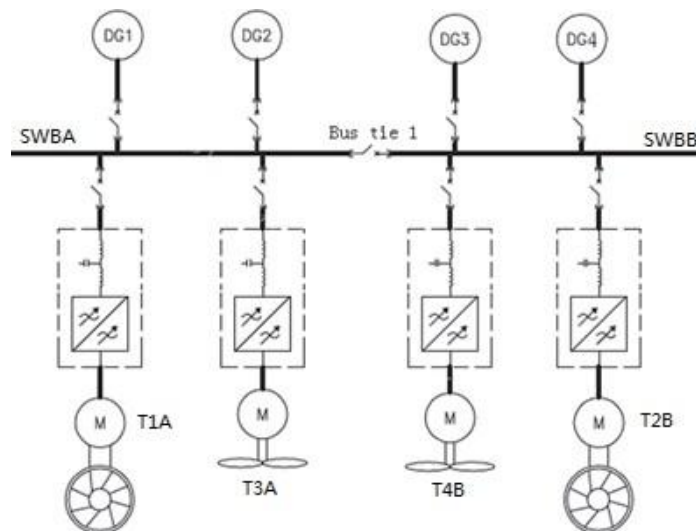 DG1 DG2 DG3 DG4
Bus tie 1
SWBA SWBB
M T1A M M M T2B
T3A T4B